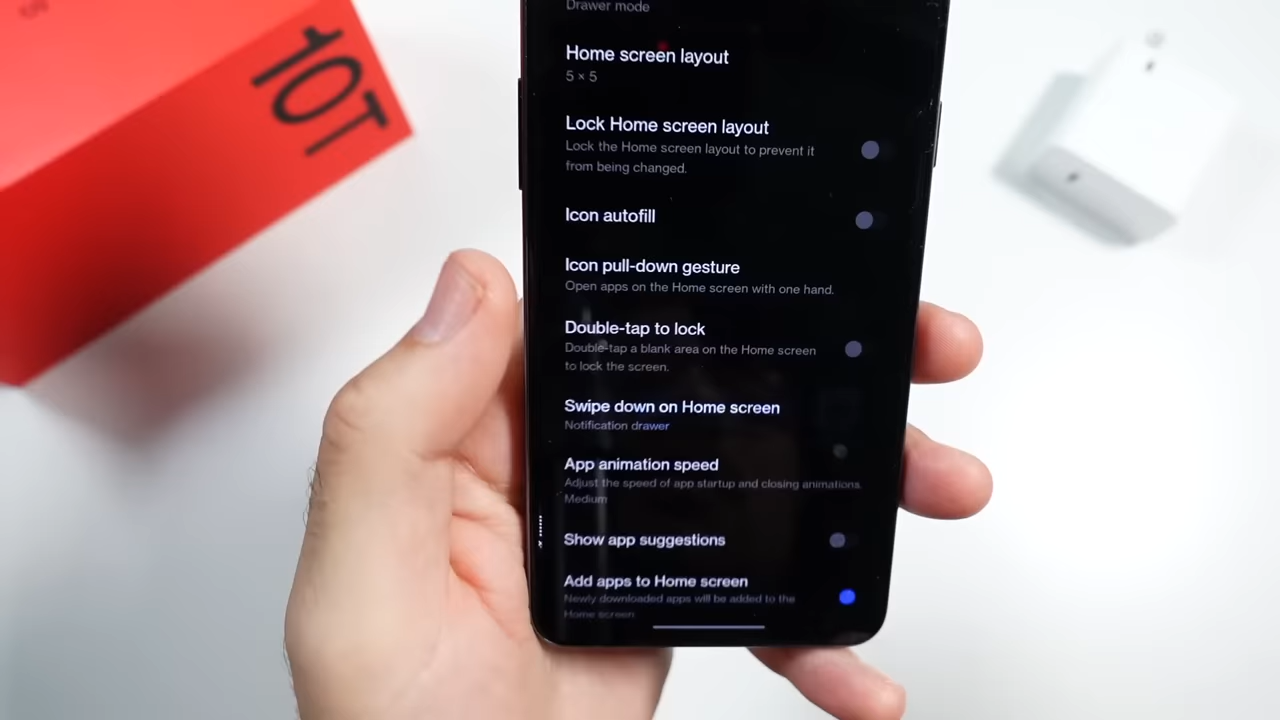 10T
Drawer mode
Home screen layout
5 × 5
Lock Home screen layout
Lock the Home screen layout to prevent it
from being changed.
Icon autofill
Icon pull-down gesture
Open apps on the Home screen with one hand.
Double-tap to lock
Double-tap a blank area on the Home screen
to lock the screen.
Swipe down on Home screen
Notification drawer
App animation speed
Adjust the speed of app startup and closing animations.
Medium
Show app suggestions
Add apps to Home screen
Newly downloaded apps will be added to the
Home screen